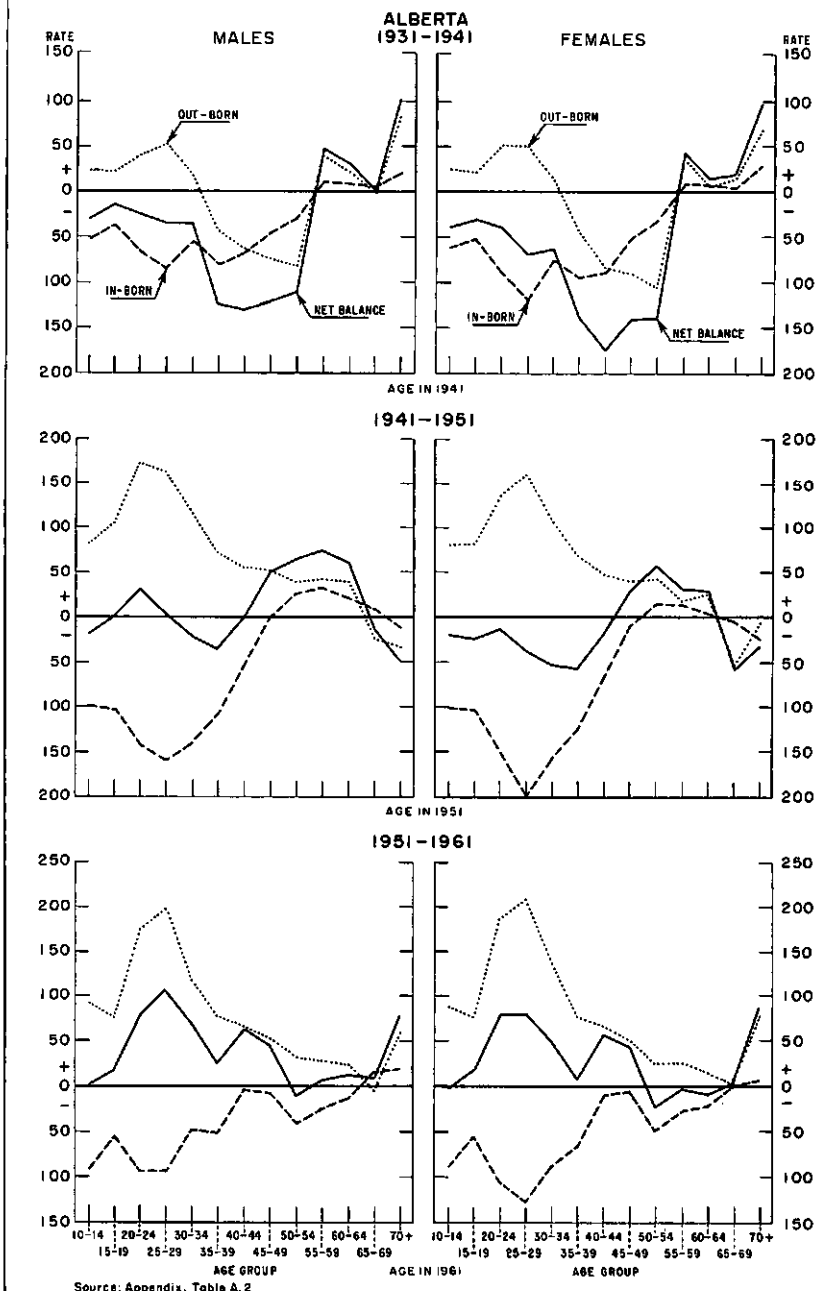 ALBERTA
1931-1941
RATE MALES FEMALES RATE
150 150
100 100
50 50
+ +
0 0
- -
50 50
100 100
150 150
200 200
OUT-BORN
IN-BORN
NET BALANCE
OUT-BORN
IN-BORN
NET BALANCE
AGE IN 1941
1941-1951
200 200
150 150
100 100
50 50
+ +
0 0
- -
50 50
100 100
150 150
200 200
AGE IN 1951
1951-1961
250 250
200 200
150 150
100 100
50 50
+ +
0 0
- -
50 50
100 100
150 150
10-14 20-24 30-34 40-44 50-54 60-64 70+ 10-14 20-24 30-34 40-44 50-54 60-64 70+
15-19 25-29 35-39 45-49 55-59 65-69 15-19 25-29 35-39 45-49 55-59 65-69
AGE GROUP AGE IN 1961 AGE GROUP
Source: Appendix, Table A.2